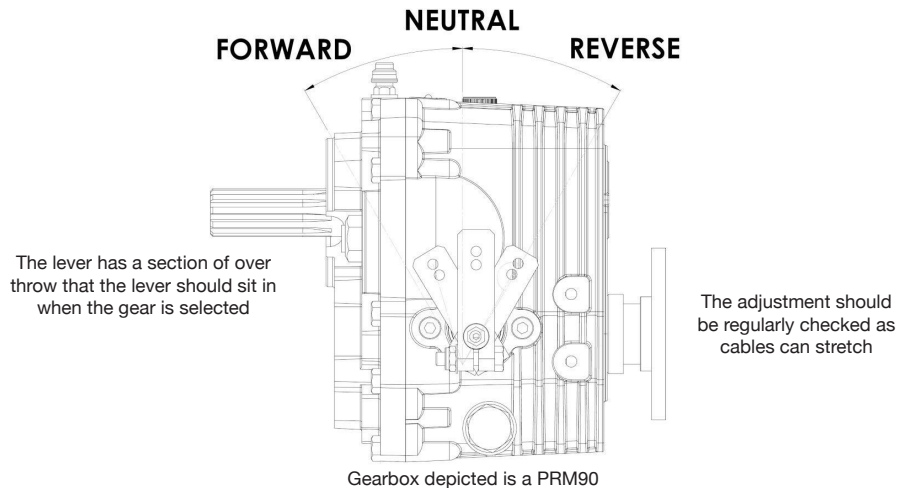 NEUTRAL
FORWARD
REVERSE
The lever has a section of over
throw that the lever should sit in
when the gear is selected
The adjustment should
be regularly checked as
cables can stretch
Gearbox depicted is a PRM90